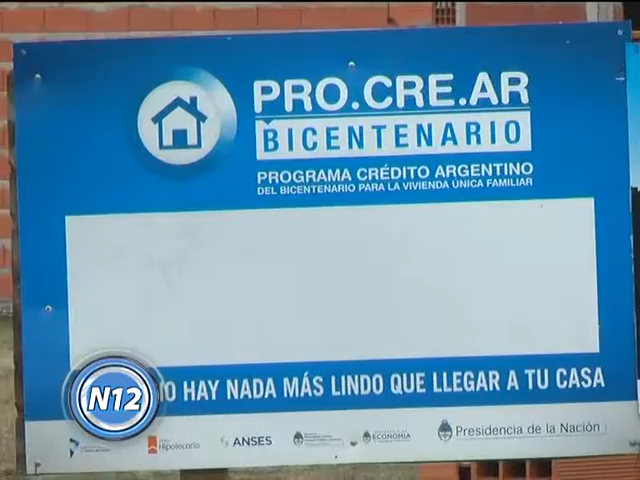 PRO.CRE.AR
BICENTENARIO
PROGRAMA CRÉDITO ARGENTINO
DEL BICENTENARIO PARA LA VIVIENDA ÚNICA FAMILIAR
HAY NADA MÁS LINDO QUE LLEGAR A TU CASA
N12
Hipotecario
ANSES
ECONOMÍA
Presidencia de la Nación